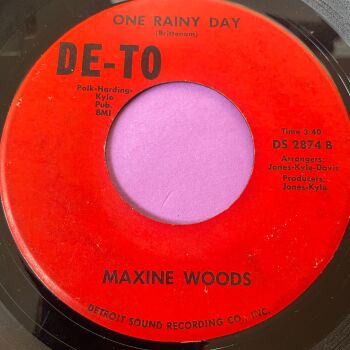 ONE RAINY DAY
(Brittenum)
DE-TO
Polk-Harding-
Kyle
Pub.
BMI
Time 3:40
DS 2874 B
Arrangers:
Jones-Kyle-Davis
Producers:
Jones-Kyle
MAXINE WOODS
DETROIT SOUND RECORDING CO., INC.